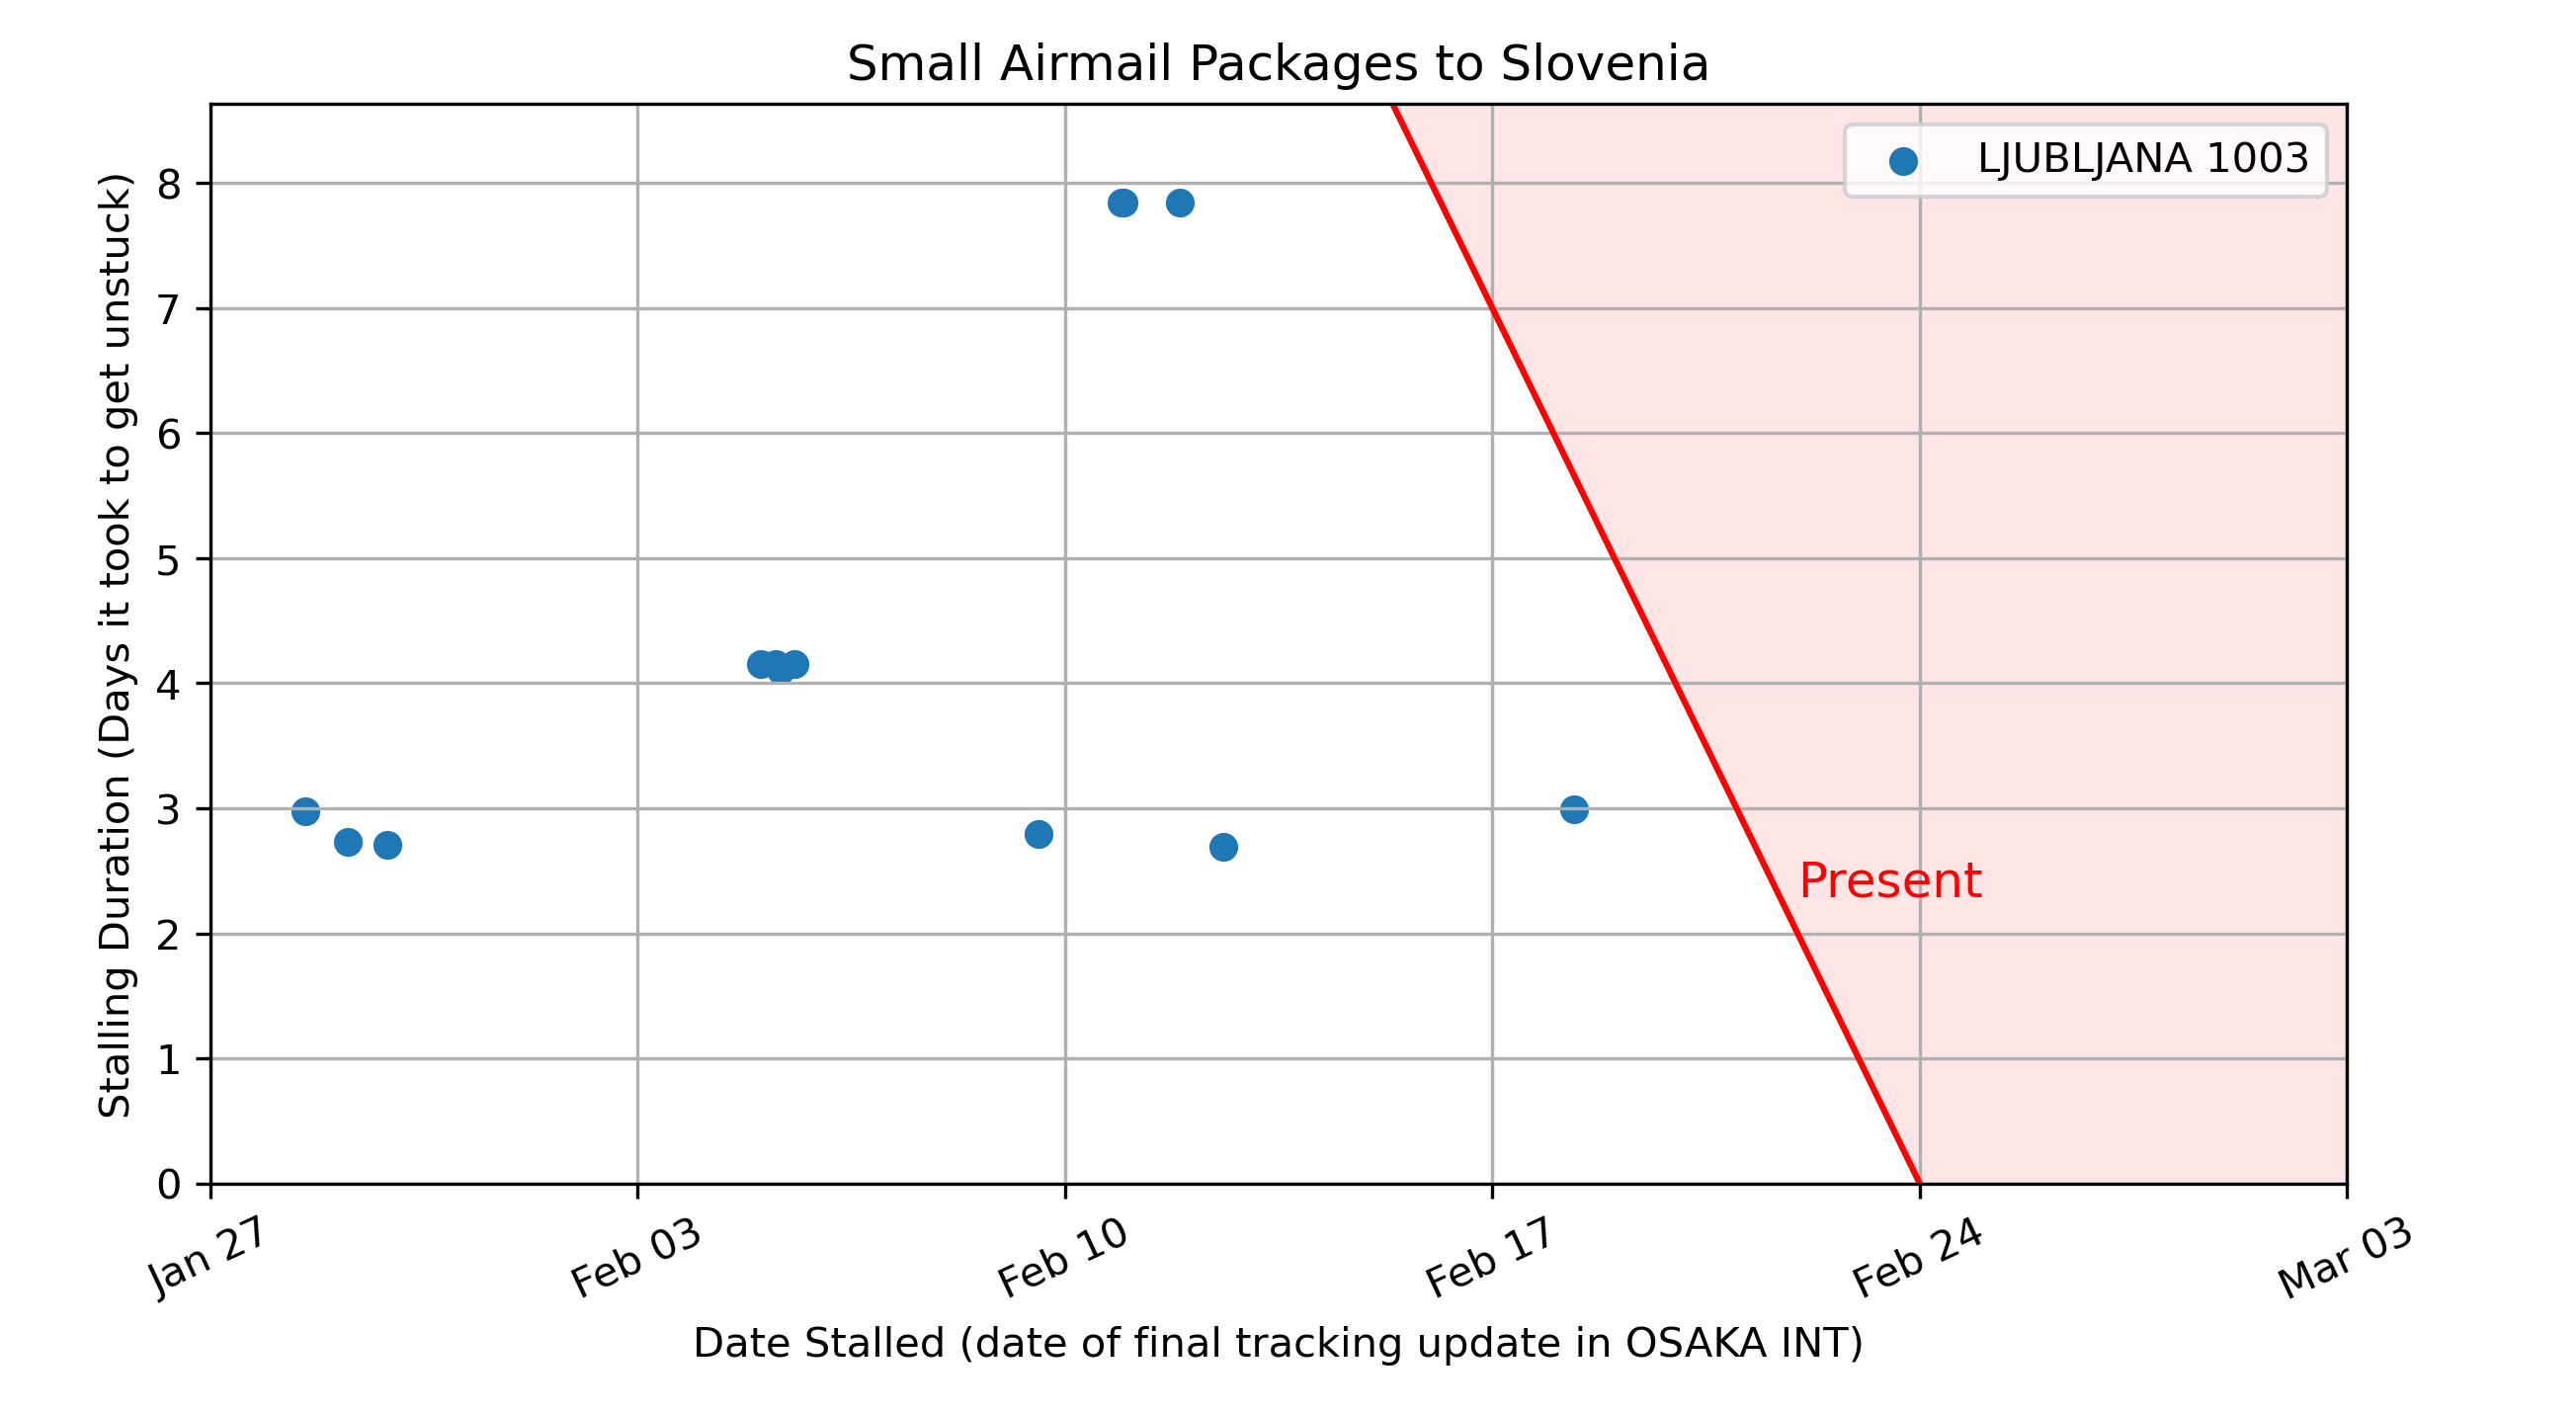 Small Airmail Packages to Slovenia
LJUBLJANA 1003
Present
Stalling Duration (Days it took to get unstuck)
8
7
6
5
4
3
2
1
0
Jan 27
Feb 03
Feb 10
Feb 17
Feb 24
Mar 03
Date Stalled (date of final tracking update in OSAKA INT)